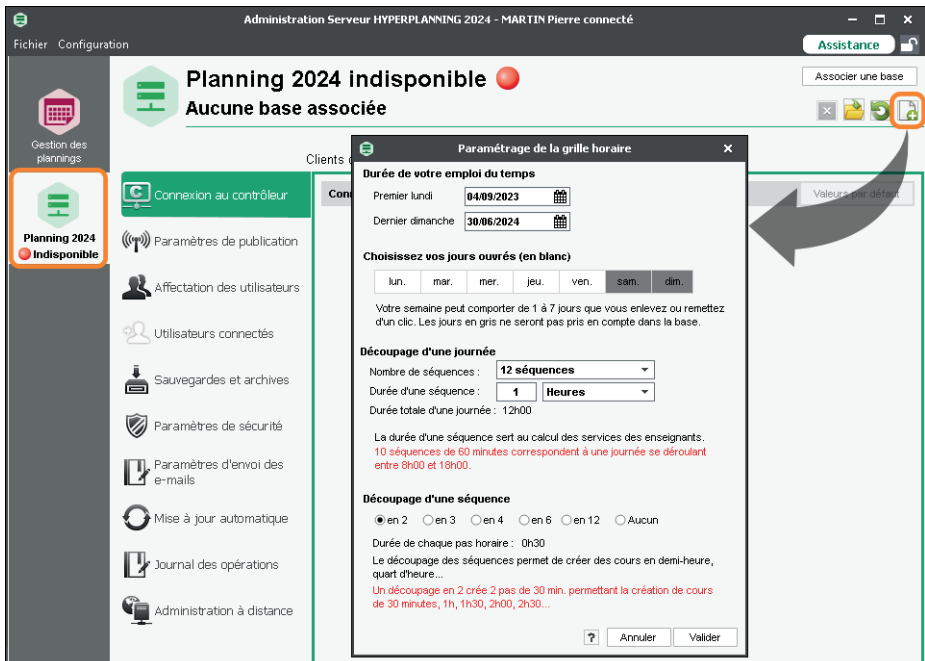 Administration Serveur HYPERPLANNING 2024 - MARTIN Pierre connecté
Fichier Configuration
Assistance
Planning 2024 indisponible
Aucune base associée
Associer une base
Gestion des
plannings
Planning 2024
Indisponible
Clients
Connexion au contrôleur
Paramètres de publication
Affectation des utilisateurs
Utilisateurs connectés
Sauvegardes et archives
Paramètres de sécurité
Paramètres d'envoi des
e-mails
Mise à jour automatique
Journal des opérations
Administration à distance
Valeurs par défaut
Paramétrage de la grille horaire
Durée de votre emploi du temps
Premier lundi 04/09/2023
Dernier dimanche 30/06/2024
Choisissez vos jours ouvrés (en blanc)
lun. mar. mer. jeu. ven. sam. dim.
Votre semaine peut comporter de 1 à 7 jours que vous enlevez ou remettez
d'un clic. Les jours en gris ne seront pas pris en compte dans la base.
Découpage d'une journée
Nombre de séquences : 12 séquences
Durée d'une séquence : 1 Heures
Durée totale d'une journée : 12h00
La durée d'une séquence sert au calcul des services des enseignants.
10 séquences de 60 minutes correspondent à une journée se déroulant
entre 8h00 et 18h00.
Découpage d'une séquence
en 2 en 3 en 4 en 6 en 12 Aucun
Durée de chaque pas horaire : 0h30
Le découpage des séquences permet de créer des cours en demi-heure,
quart d'heure...
Un découpage en 2 crée 2 pas de 30 min. permettant la création de cours
de 30 minutes, 1h, 1h30, 2h00, 2h30...
? Annuler Valider